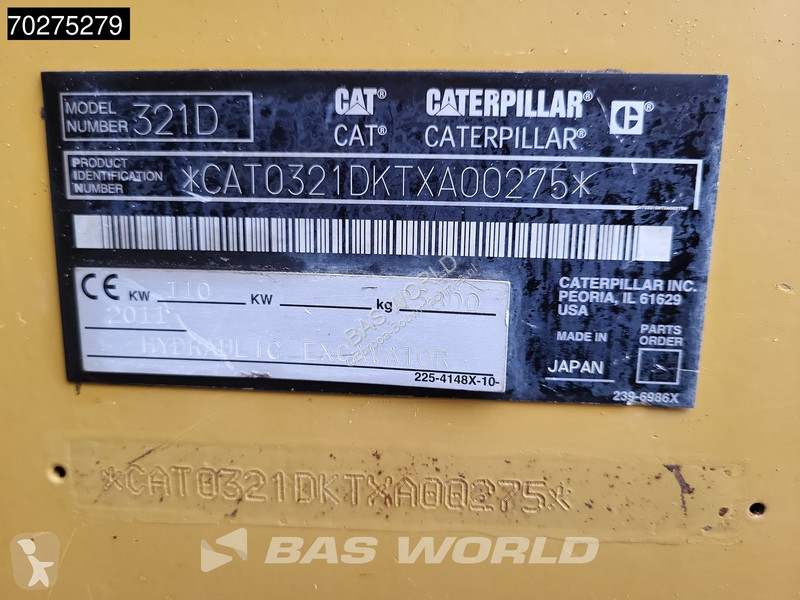 70275279
MODEL NUMBER 321D
CAT® CATERPILLAR® C®
CAT® CATERPILLAR®
PRODUCT IDENTIFICATION NUMBER *CAT0321DKTXA00275*
CE KW 110 KW kg
2011
HYDRAULIC EXCAVATOR
225-4148X-10-
CATERPILLAR INC.
PEORIA, IL 61629
USA
MADE IN
JAPAN
PARTS ORDER
239-6986X
BAS WORLD
*CAT0321DKTXA00275*
BAS WORLD